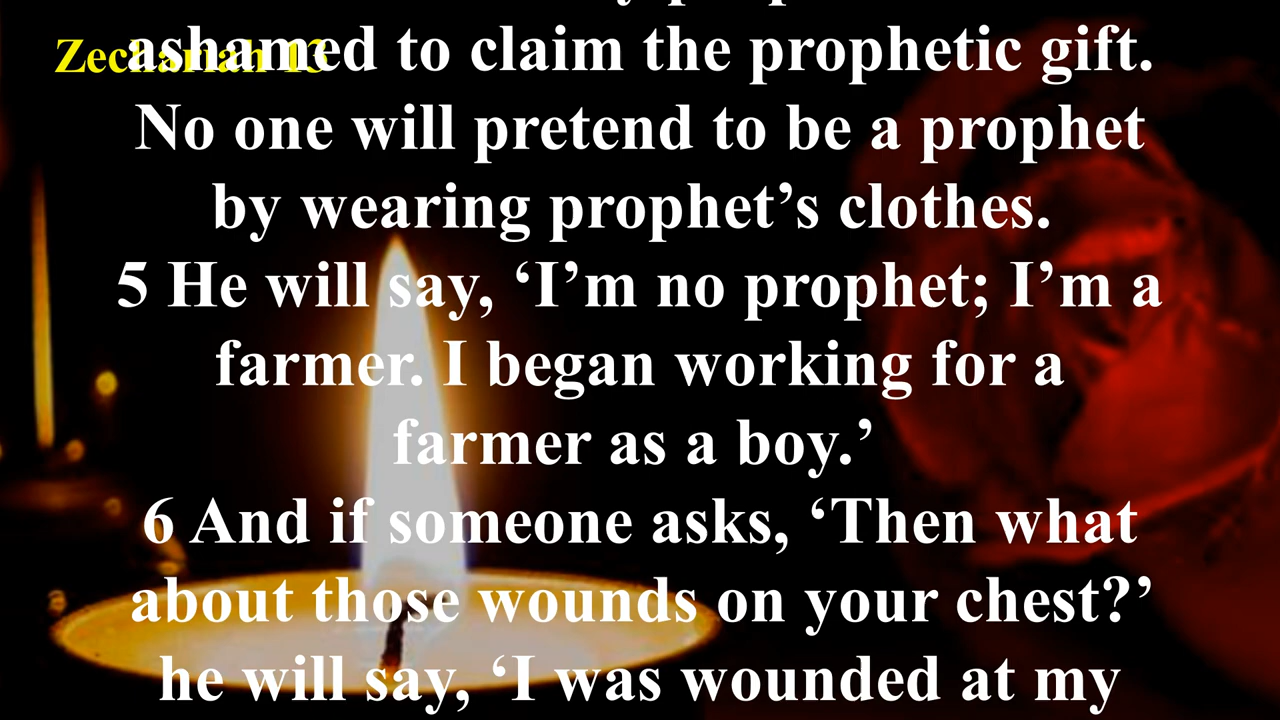 Zechariah 13
ashamed to claim the prophetic gift.
No one will pretend to be a prophet
by wearing prophet’s clothes.
5 He will say, ‘I’m no prophet; I’m a
farmer. I began working for a
farmer as a boy.’
6 And if someone asks, ‘Then what
about those wounds on your chest?’
he will say, ‘I was wounded at my